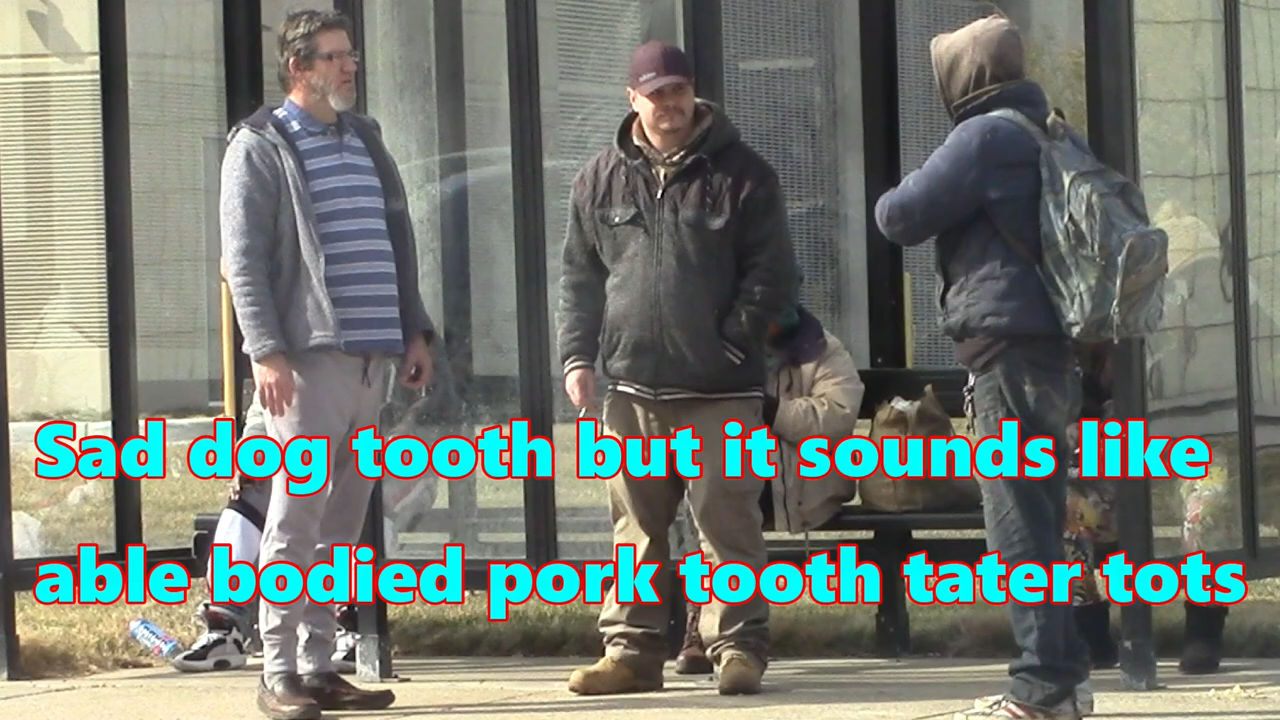 Sad dog tooth but it sounds like
able bodied pork tooth tater tots